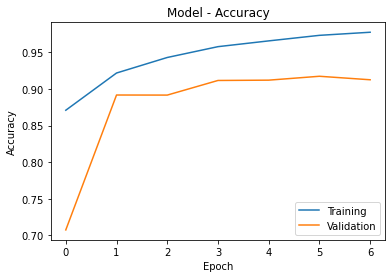 Model - Accuracy
Accuracy
0.95
0.90
0.85
0.80
0.75
0.70
Training
Validation
0 1 2 3 4 5 6
Epoch